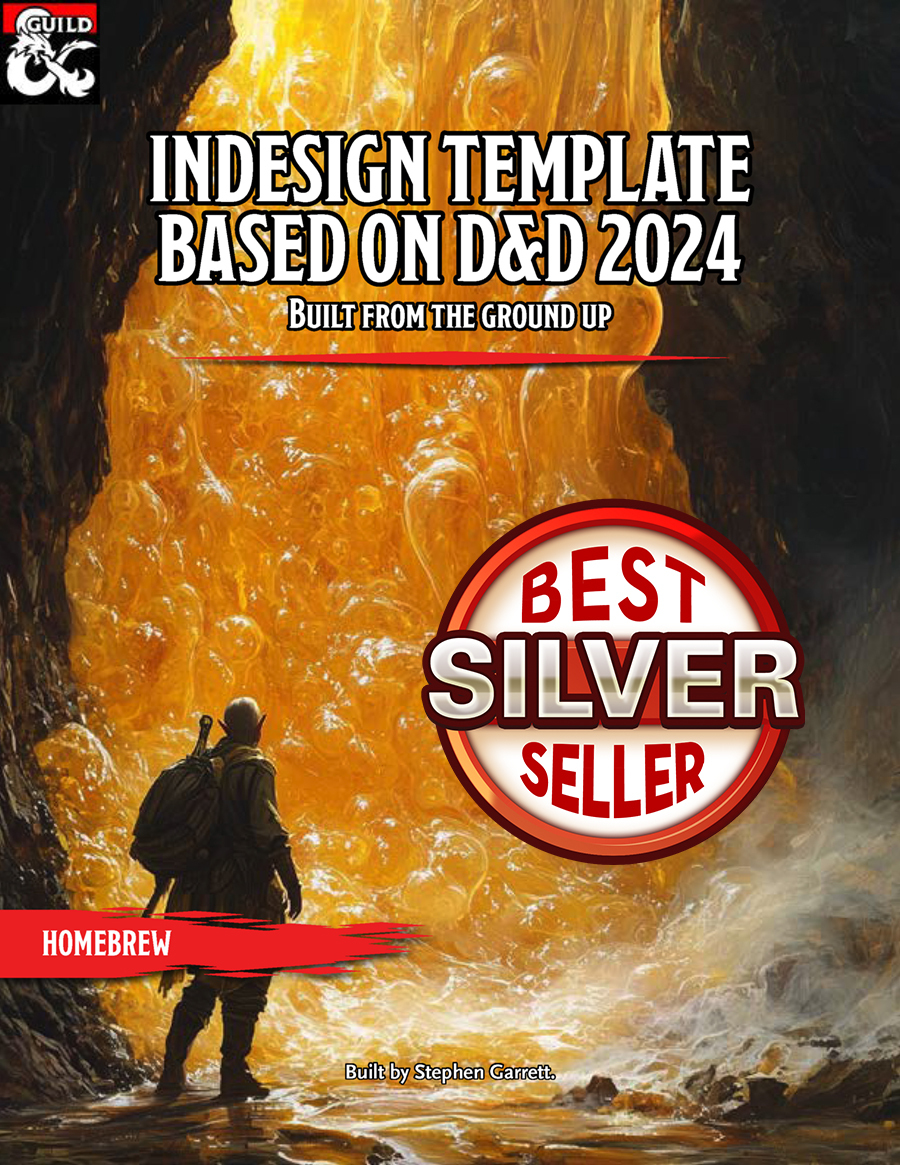 GUILD
INDESIGN TEMPLATE
BASED ON D&D 2024
BUILT FROM THE GROUND UP
BEST
SILVER
SELLER
HOMEBREW
Built by Stephen Garrett.